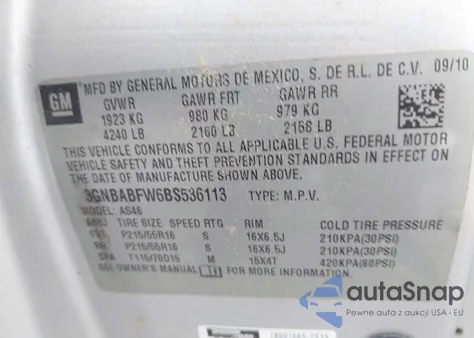 GM
MFD BY GENERAL MOTORS DE MEXICO, S. DE R.L. DE C.V. 09/10
GVWR GAWR FRT GAWR RR
1923 KG 980 KG 979 KG
4240 LB 2160 LB 2158 LB
THIS VEHICLE CONFORMS TO ALL APPLICABLE U.S. FEDERAL MOTOR
VEHICLE SAFETY AND THEFT PREVENTION STANDARDS IN EFFECT ON
THE DATE OF MANUFACTURE SHOWN ABOVE.
3GNBABFW6BS536113 TYPE: M.P.V.
MODEL: AS46
TIRE SIZE SPEED RTG RIM COLD TIRE PRESSURE
FRT P215/55R16 S 16X6.5J 210KPA(30PSI)
RR P215/55R16 S 16X6.5J 210KPA(30PSI)
SPA T115/70D15 M 15X4T 420KPA(60PSI)
SEE OWNER'S MANUAL FOR MORE INFORMATION.
autaSnap
Pewne auta z aukcji USA - EU